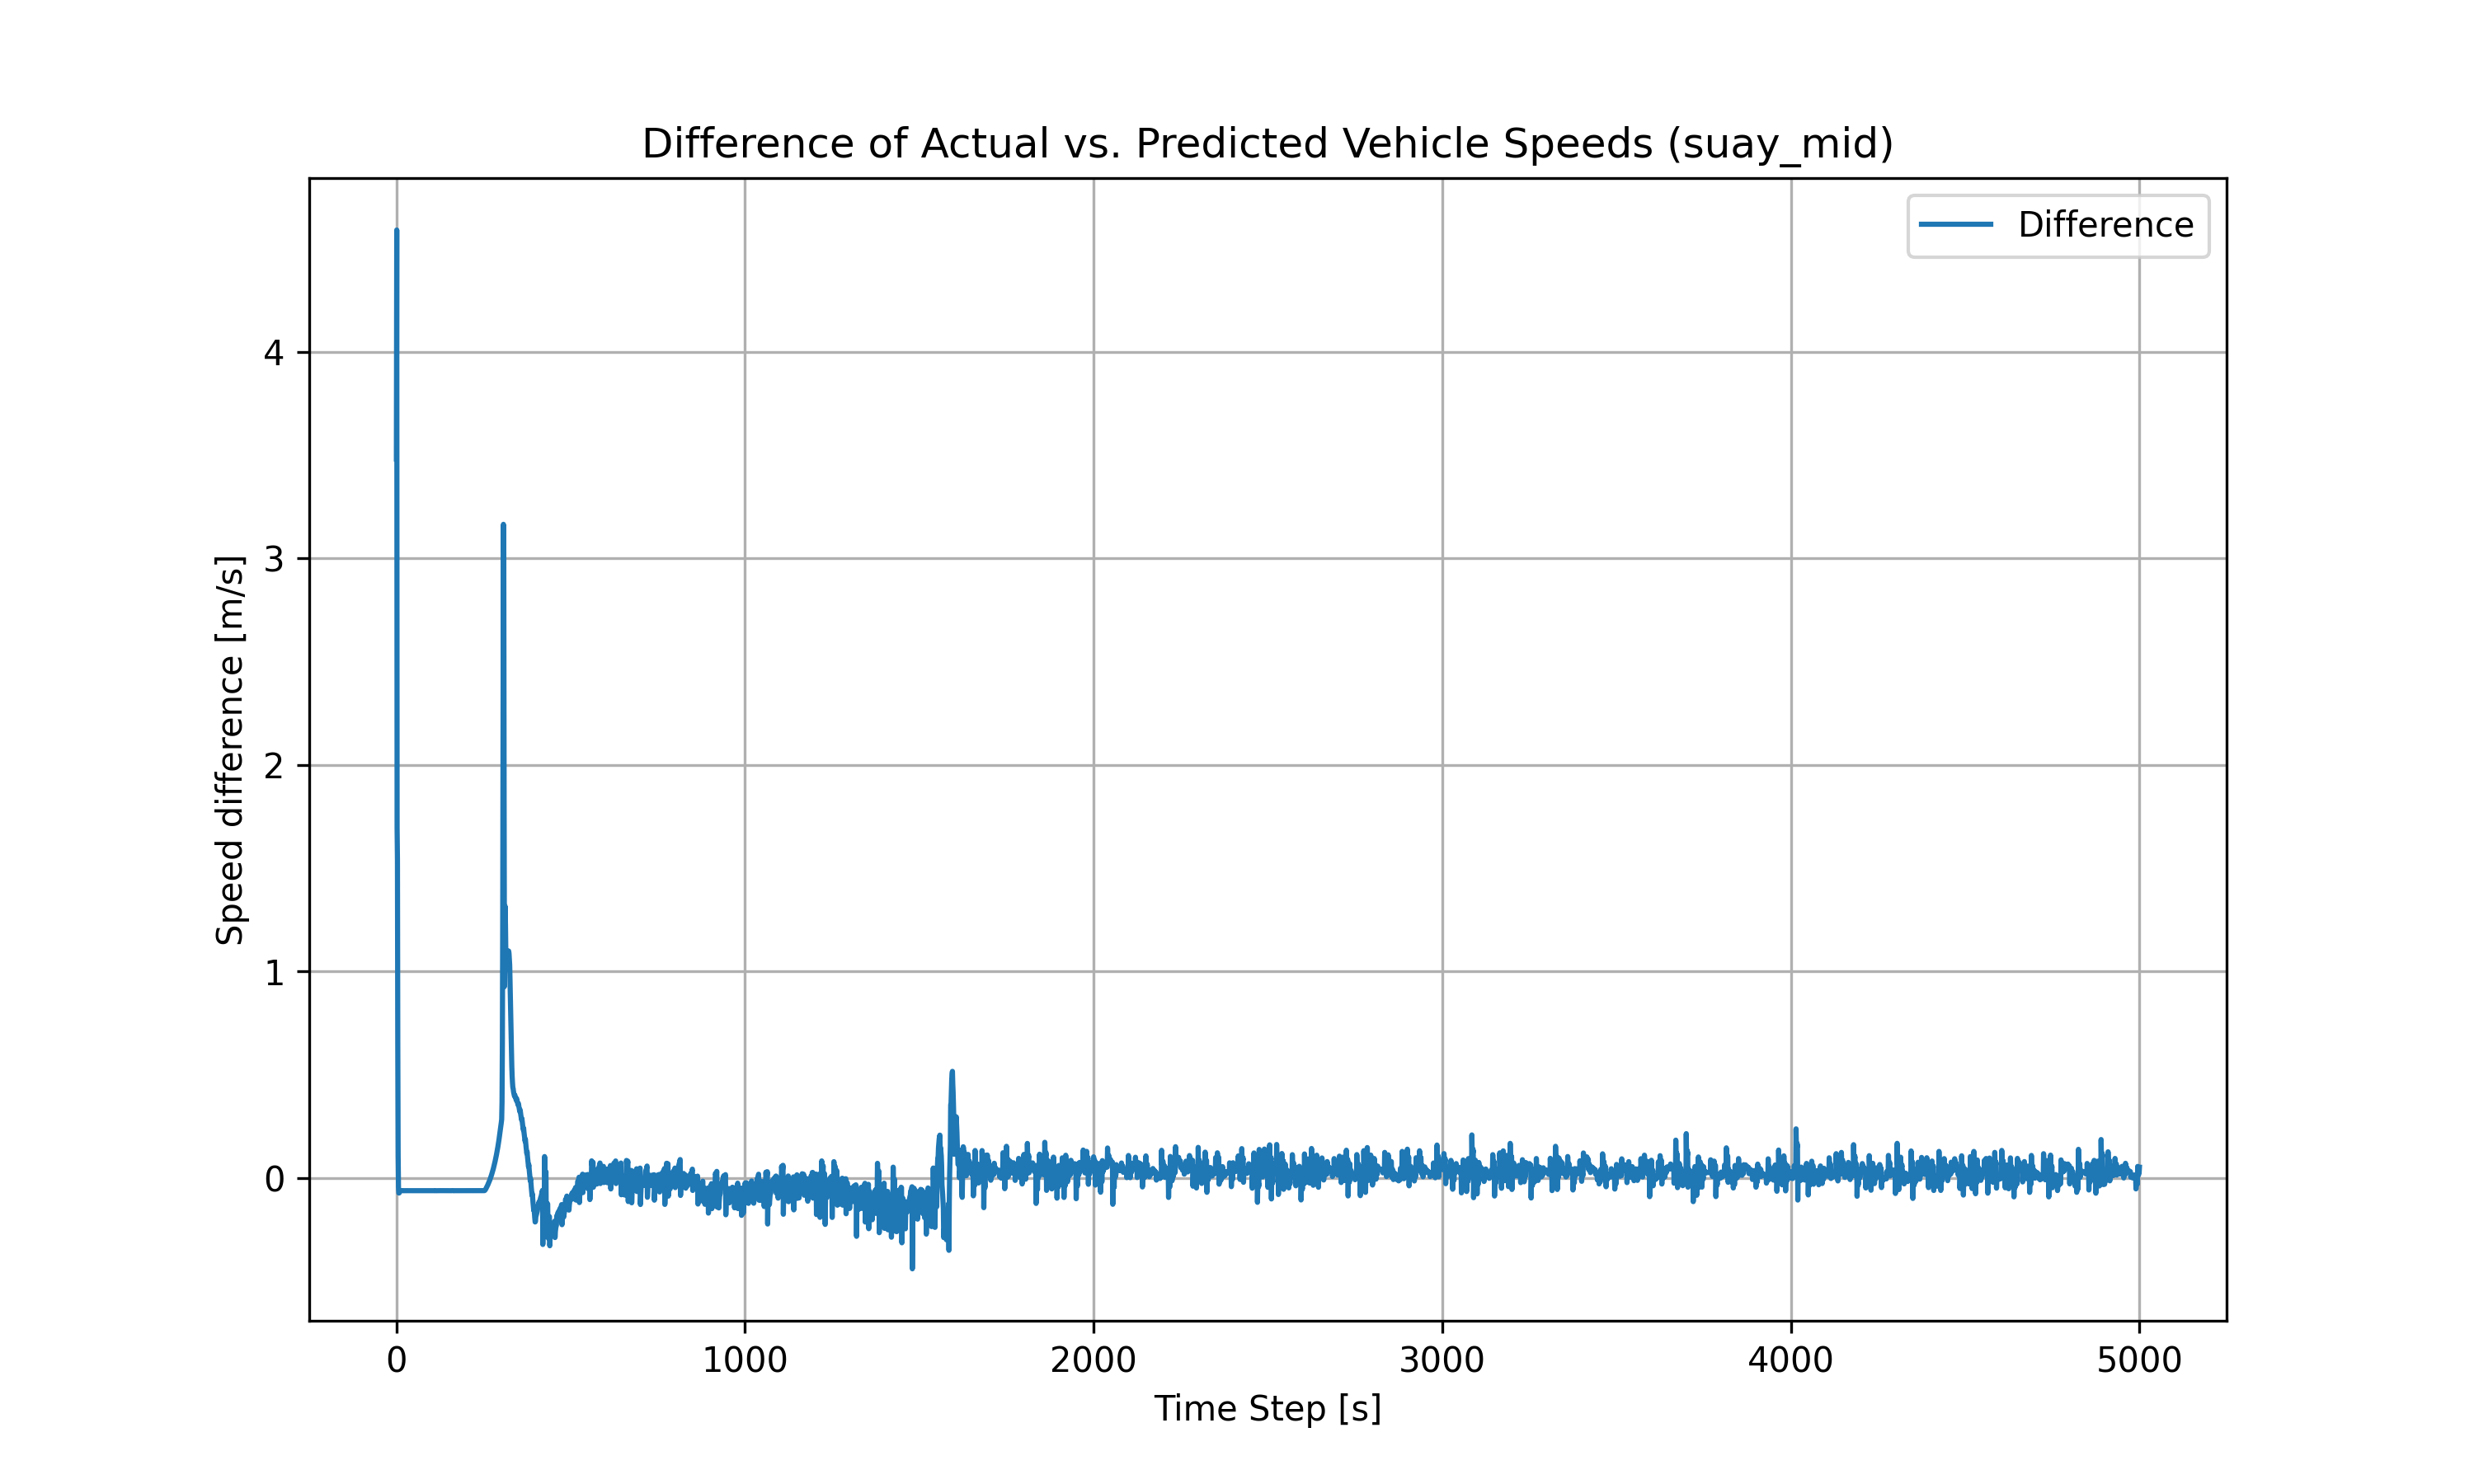 Difference of Actual vs. Predicted Vehicle Speeds (suay_mid)
Difference
Speed difference [m/s]
4
3
2
1
0
0 1000 2000 3000 4000 5000
Time Step [s]